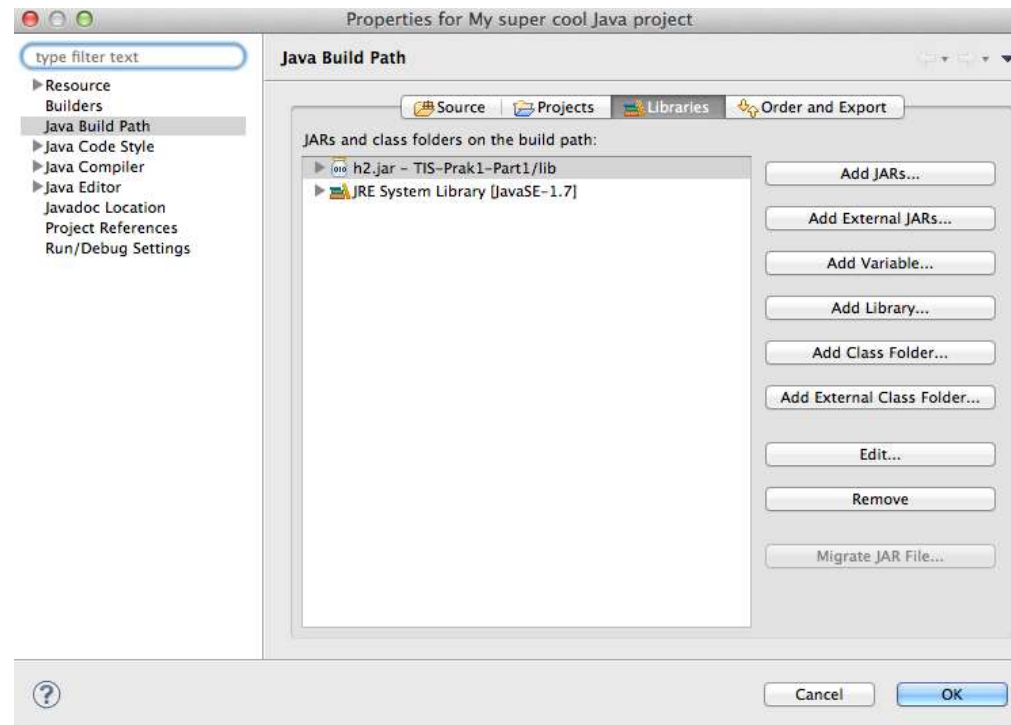 Properties for My super cool Java project
type filter text
Resource
Builders
Java Build Path
Java Code Style
Java Compiler
Java Editor
Javadoc Location
Project References
Run/Debug Settings
Java Build Path
Source
Projects
Libraries
Order and Export
JARs and class folders on the build path:
h2.jar - TIS-Prak1-Part1/lib
JRE System Library [JavaSE-1.7]
Add JARs...
Add External JARs...
Add Variable...
Add Library...
Add Class Folder...
Add External Class Folder...
Edit...
Remove
Migrate JAR File...
?
Cancel
OK